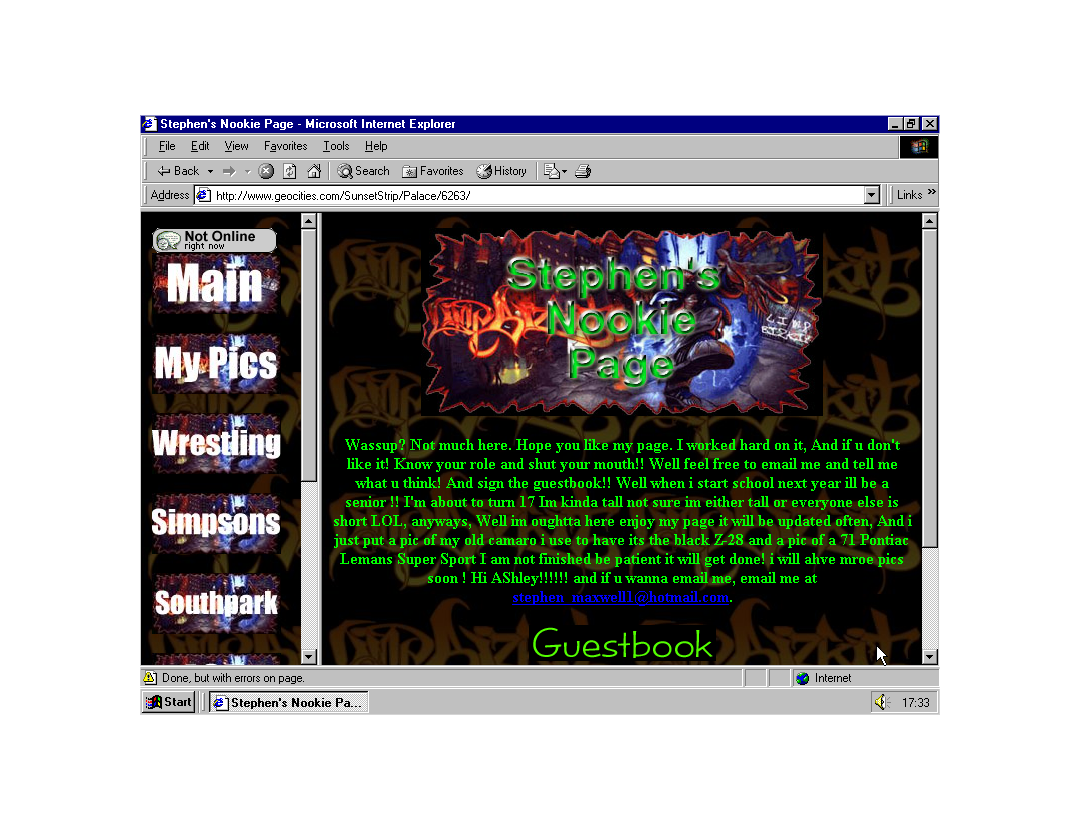 Stephen's Nookie Page - Microsoft Internet Explorer
File Edit View Favorites Tools Help
Back Search Favorites History
Address http://www.geocities.com/SunsetStrip/Palace/6263/ Links »
Not Online
right now
Main
My Pics
Wrestling
Simpsons
Southpark
Stephen's
Nookie
Page
LIMP
BIZKIT
Wassup? Not much here. Hope you like my page. I worked hard on it, And if u don't
like it! Know your role and shut your mouth!! Well feel free to email me and tell me
what u think! And sign the guestbook!! Well when i start school next year ill be a
senior !! I'm about to turn 17 Im kinda tall not sure im either tall or everyone else is
short LOL, anyways, Well im oughtta here enjoy my page it will be updated often, And i
just put a pic of my old camaro i use to have its the black Z-28 and a pic of a 71 Pontiac
Lemans Super Sport I am not finished be patient it will get done! i will ahve mroe pics
soon ! Hi AShley!!!!!! and if u wanna email me, email me at
stephen_maxwell1@hotmail.com.
Guestbook
Done, but with errors on page. Internet
Start Stephen's Nookie Pa... 17:33